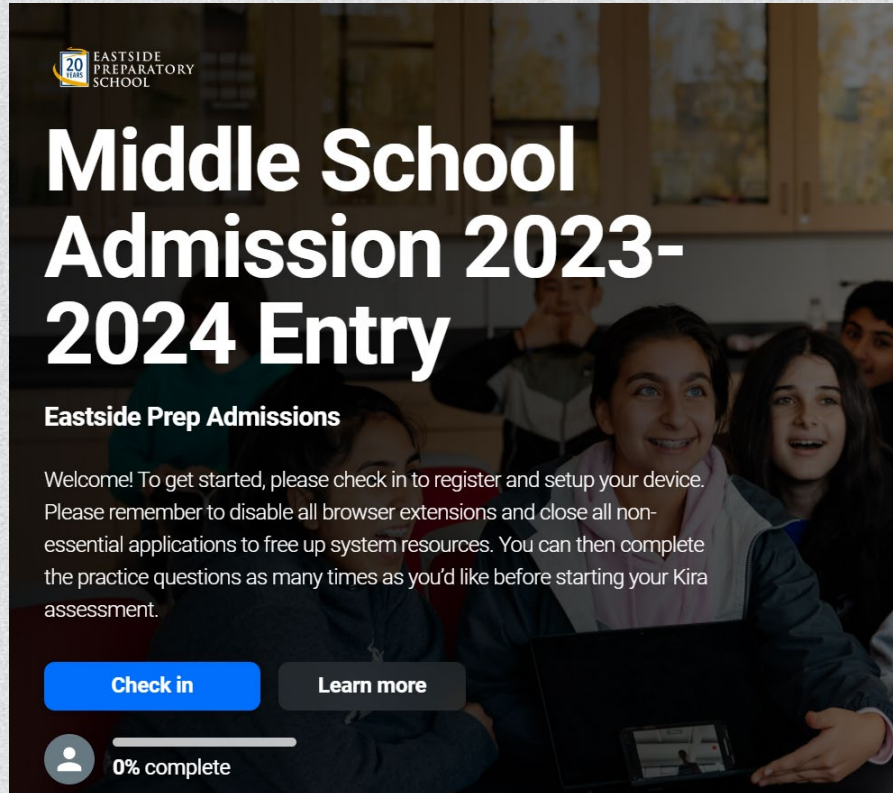 20
YEARS
EASTSIDE
PREPARATORY
SCHOOL
Middle School
Admission 2023-
2024 Entry
Eastside Prep Admissions
Welcome! To get started, please check in to register and setup your device.
Please remember to disable all browser extensions and close all non-
essential applications to free up system resources. You can then complete
the practice questions as many times as you'd like before starting your Kira
assessment.
Check in
Learn more
0% complete